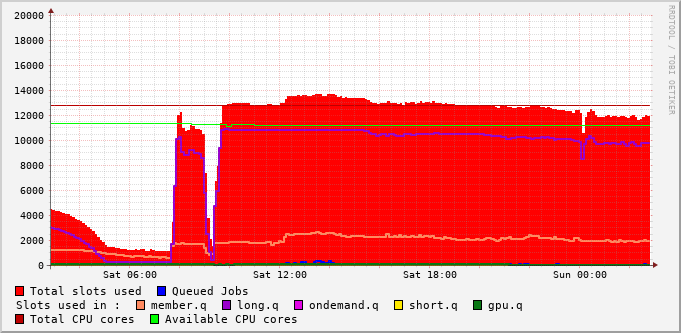 20000
18000
16000
14000
12000
10000
8000
6000
4000
2000
0
Sat 06:00 Sat 12:00 Sat 18:00 Sun 00:00
Total slots used Queued Jobs
Slots used in : member.q long.q ondemand.q short.q gpu.q
Total CPU cores Available CPU cores
RRDTOOL / TOBI OETIKER